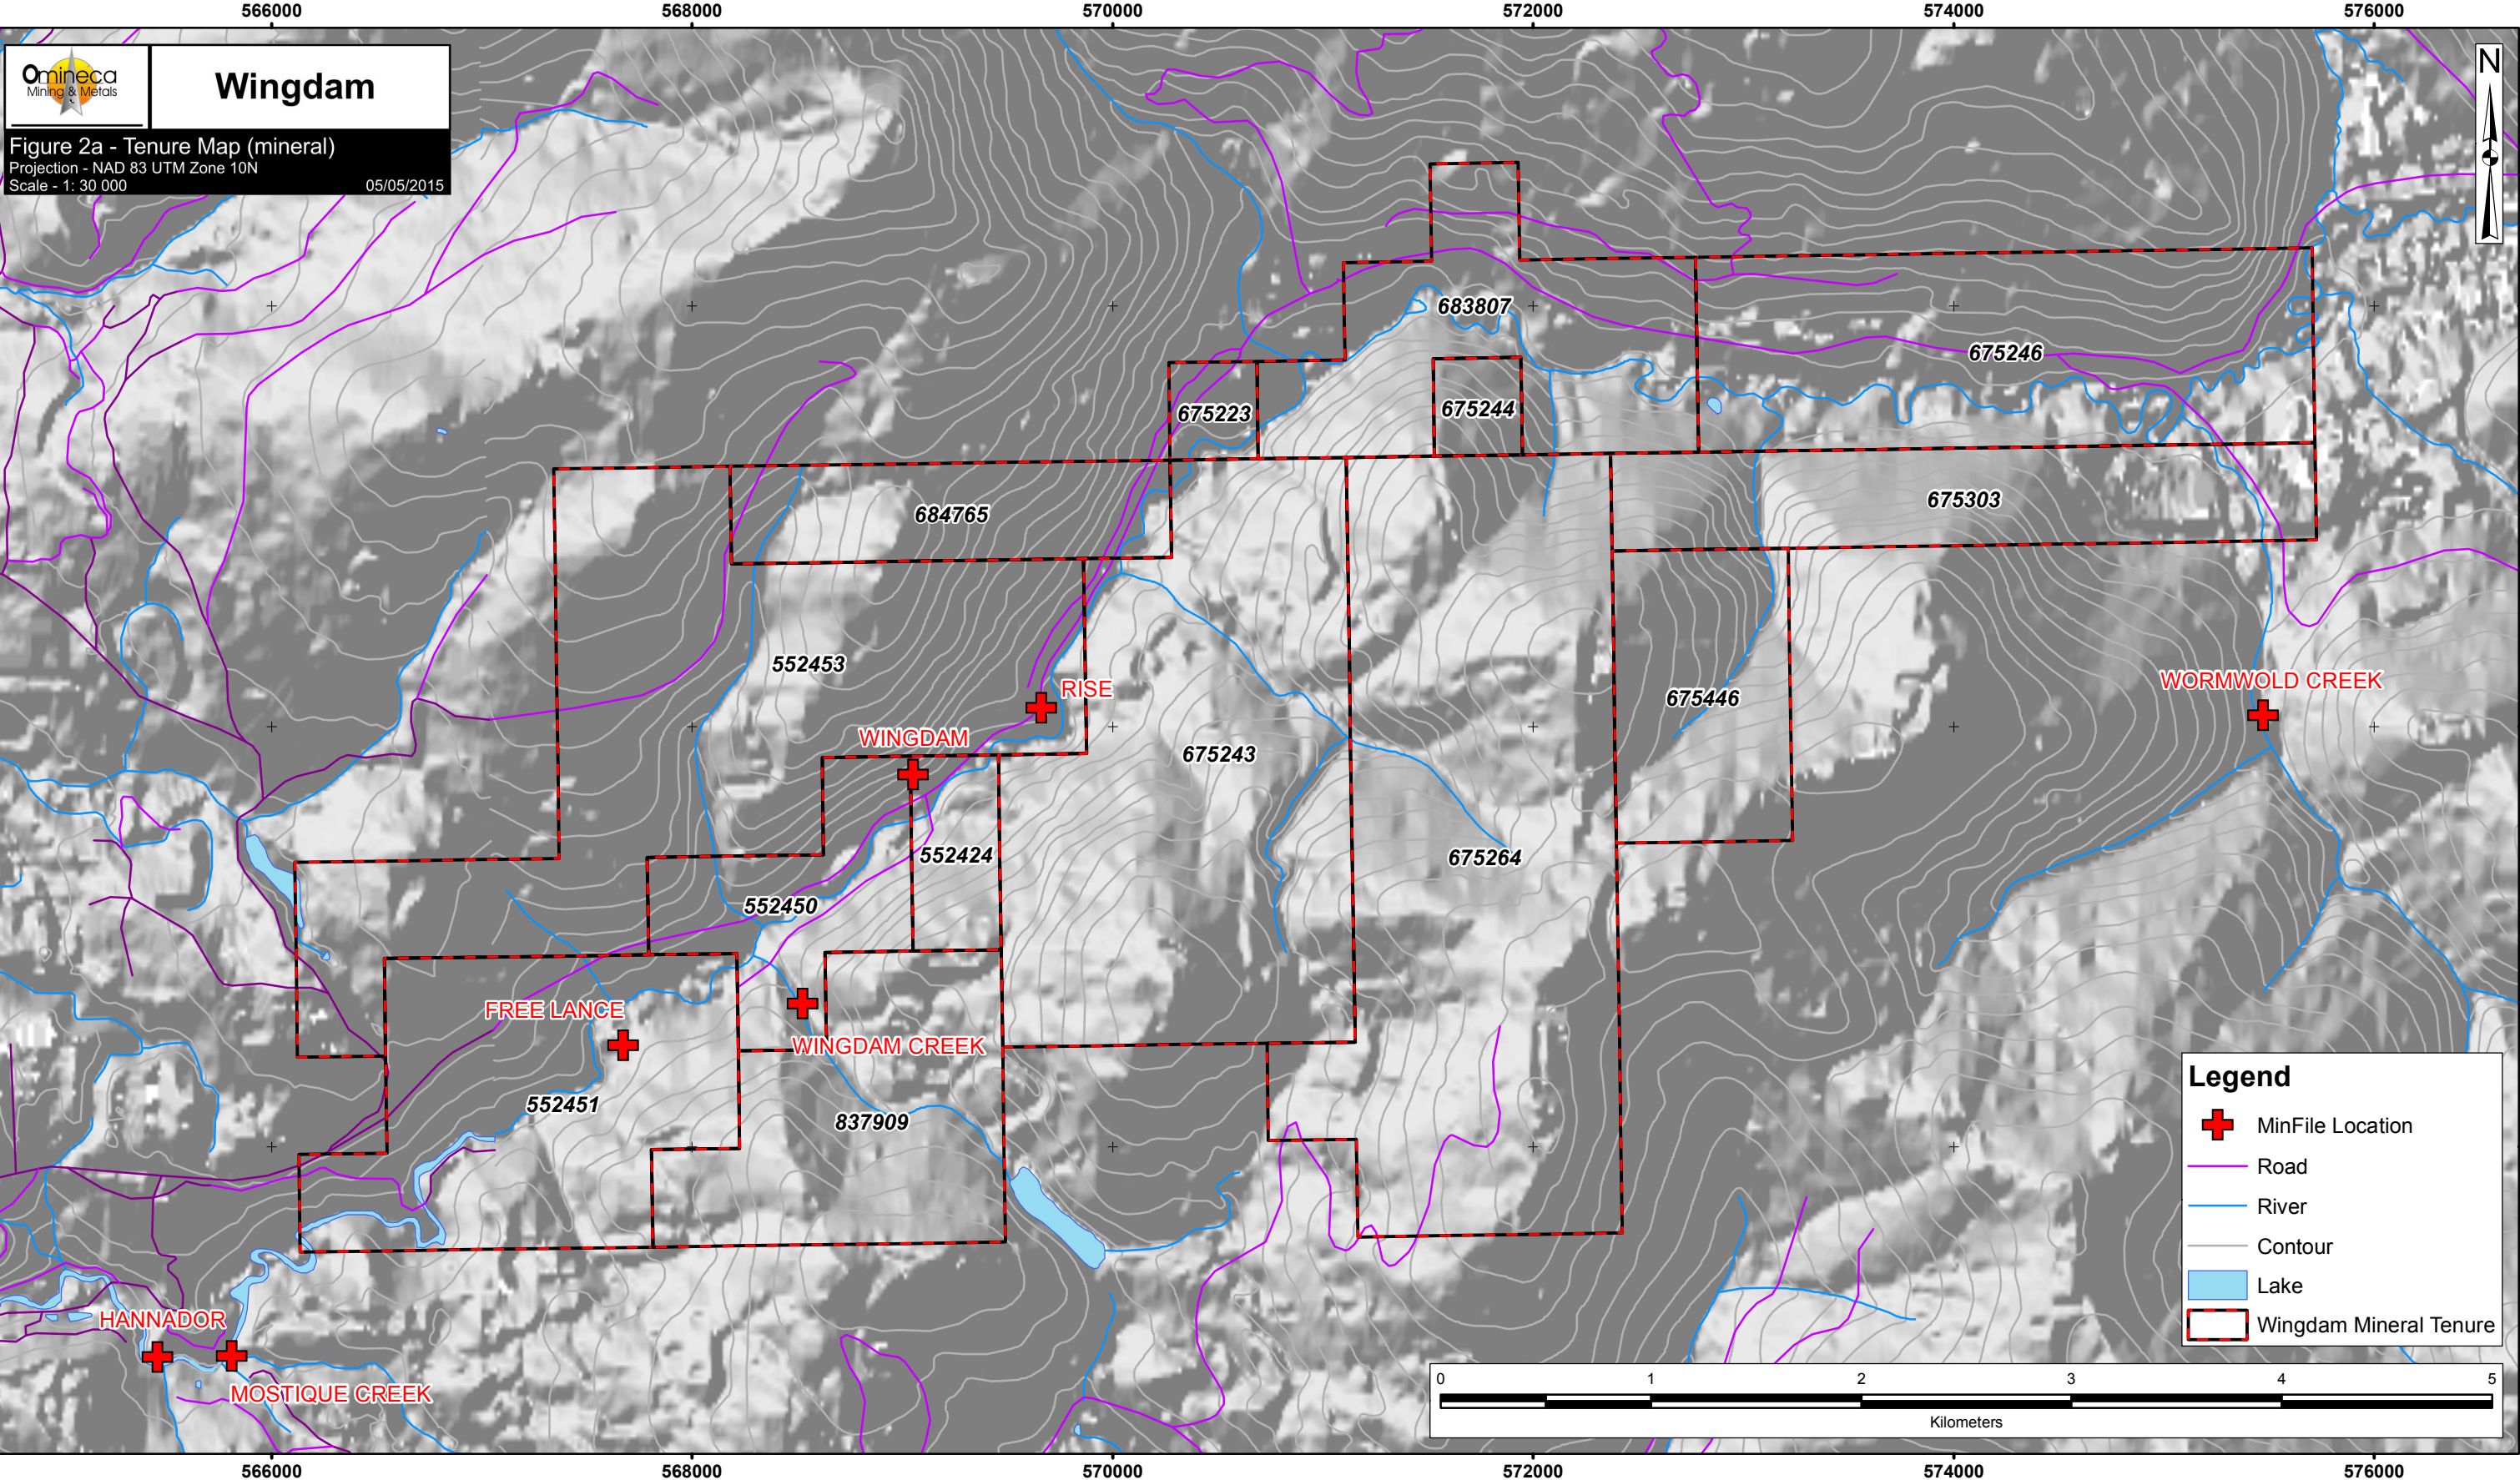 566000 568000 570000 572000 574000 576000
Omineca
Mining & Metals
Wingdam
Figure 2a - Tenure Map (mineral)
Projection - NAD 83 UTM Zone 10N
Scale - 1: 30 000 05/05/2015
N
683807
675246
675223
675244
684765
675303
552453
RISE
WORMWOLD CREEK
675446
WINGDAM
675243
552424
675264
552450
FREE LANCE
WINGDAM CREEK
552451
837909
HANNADOR
MOSTIQUE CREEK
Legend
MinFile Location
Road
River
Contour
Lake
Wingdam Mineral Tenure
0 1 2 3 4 5
Kilometers
566000 568000 570000 572000 574000 576000